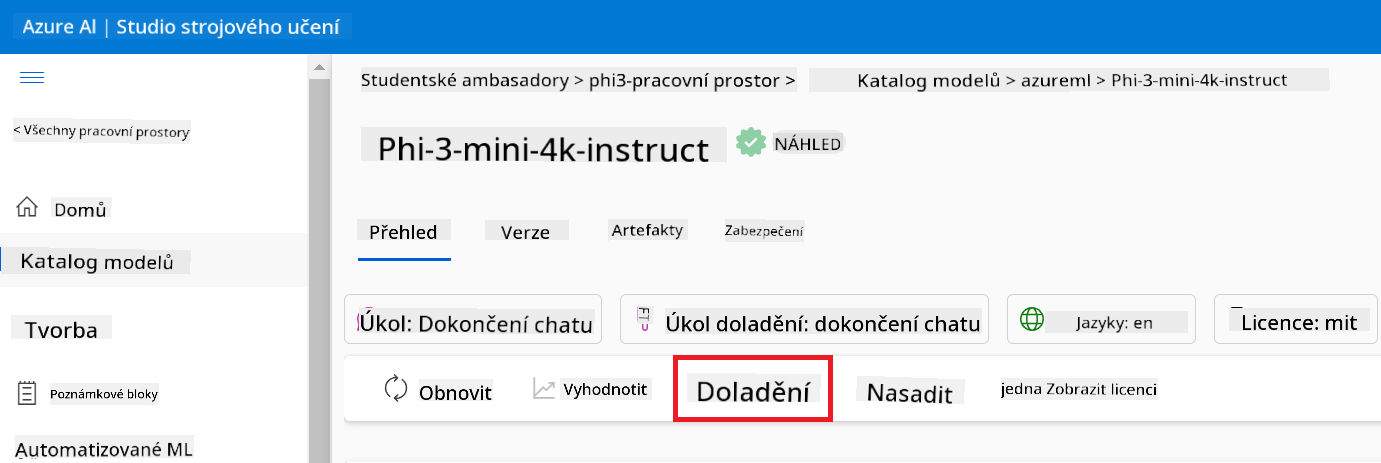 Azure AI | Studio strojového učení
Studentské ambasadory > phi3-pracovní prostor > Katalog modelů > azureml > Phi-3-mini-4k-instruct
< Všechny pracovní prostory
Phi-3-mini-4k-instruct NÁHLED
Domů
Přehled Verze Artefakty Zabezpečení
Katalog modelů
Tvorba
Úkol: Dokončení chatu
FT Úkol doladění: dokončení chatu
Jazyky: en
Licence: mit
Obnovit Vyhodnotit Doladění Nasadit jedna Zobrazit licenci
Poznámkové bloky
Automatizované ML